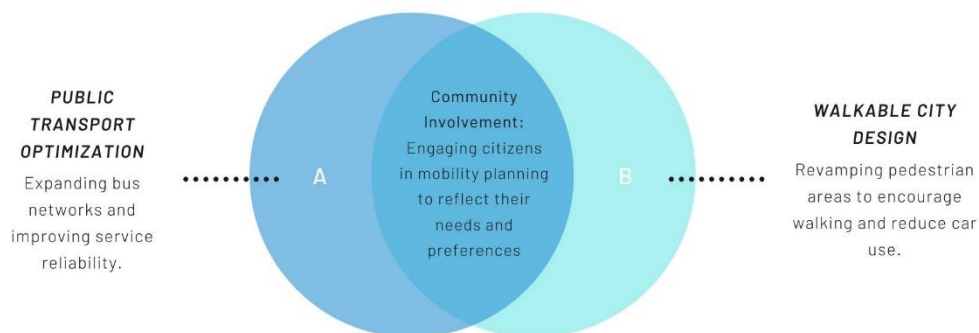 PUBLIC
TRANSPORT
OPTIMIZATION
Expanding bus
networks and
improving service
reliability.
A
Community
Involvement:
Engaging citizens
in mobility planning
to reflect their
needs and
preferences
B
WALKABLE CITY
DESIGN
Revamping pedestrian
areas to encourage
walking and reduce car
use.